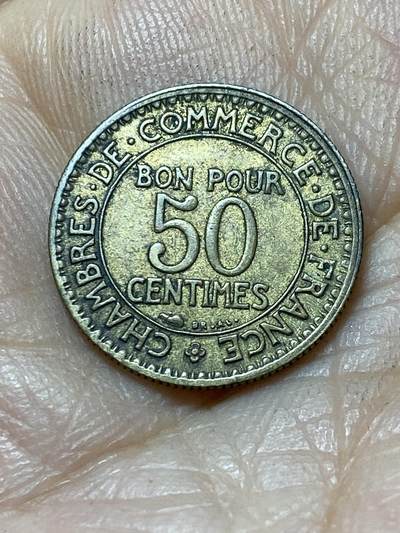 CHAMBRES·DE·COMMERCE·DE·FRANCE
BON POUR
50
CENTIMES